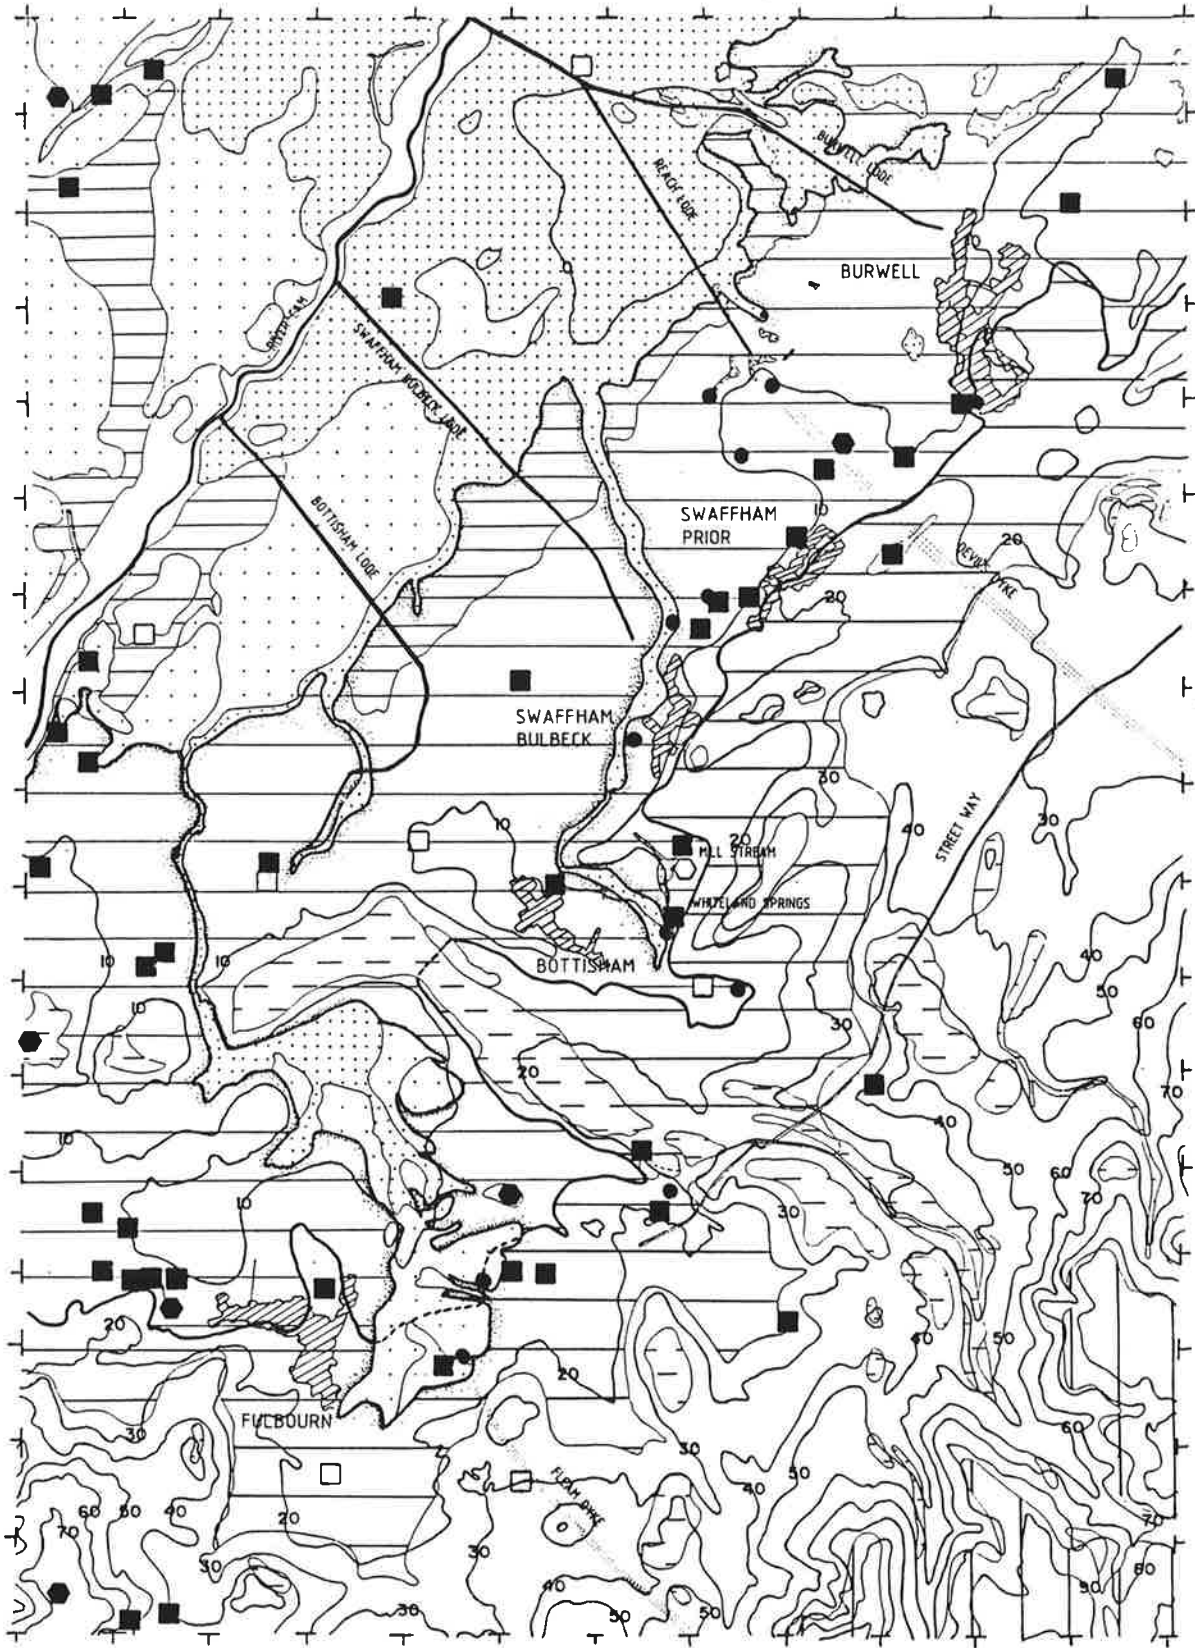 BURWELL LODE
REACH LODE
BURWELL
RIVER CAM
0
SWAFFHAM BULBECK LODE
BOTTISHAM LODE
SWAFFHAM
PRIOR
10
20
DEVIL'S DYKE
20
SWAFFHAM
BULBECK
30
10
20
40
30
STREET WAY
MILL STREAM
WHITELAND SPRINGS
BOTTISHAM
10
10
10
40
50
60
30
20
70
40
10
50
60
70
10
30
20
40
50
20
FULBOURN
30
60
30
50
40
FLEAM DYKE
60
50
40
20
70
70
30
30
40
90
80
30
50
50